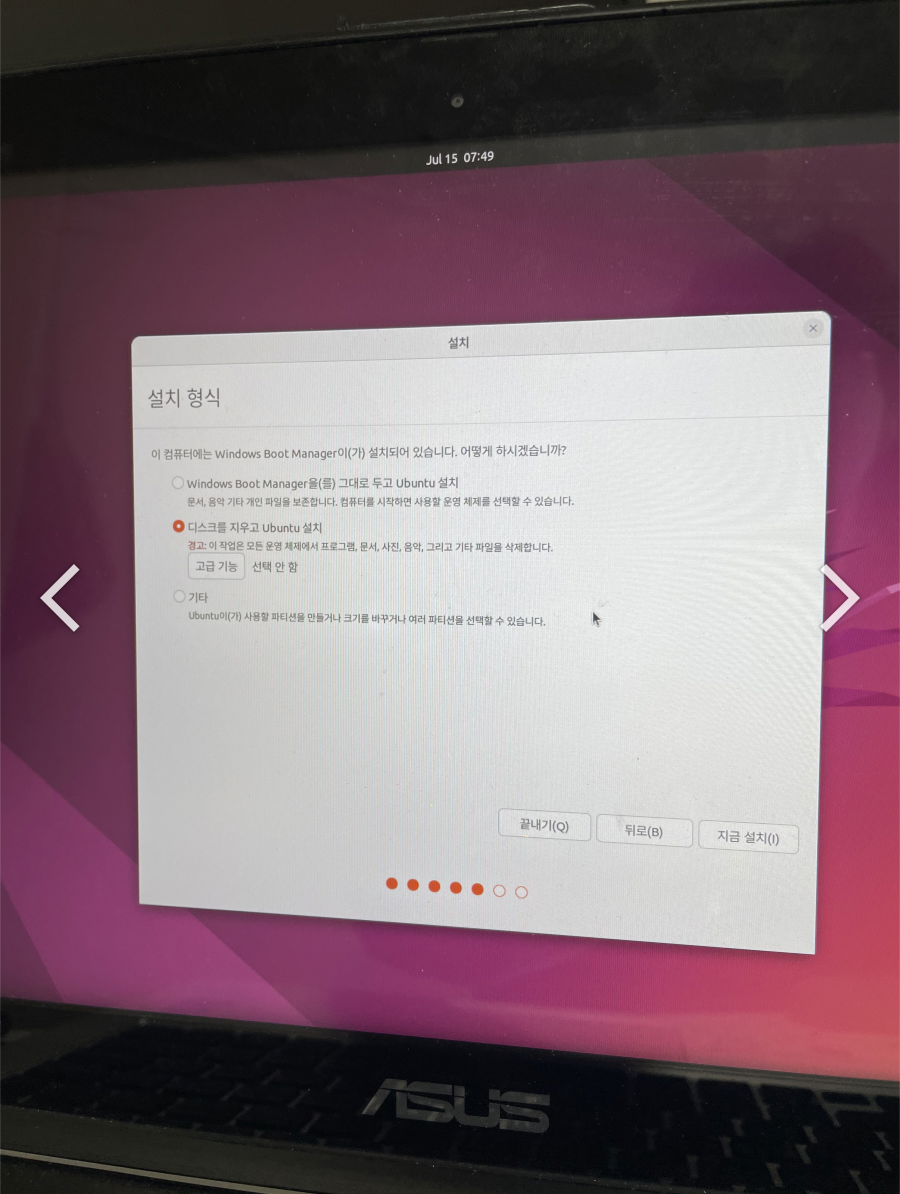 Jul 15 07:49
설치
설치 형식
이 컴퓨터에는 Windows Boot Manager이(가) 설치되어 있습니다. 어떻게 하시겠습니까?
Windows Boot Manager을(를) 그대로 두고 Ubuntu 설치
문서, 음악 기타 개인 파일을 보존합니다. 컴퓨터를 시작하면 사용할 운영 체제를 선택할 수 있습니다.
디스크를 지우고 Ubuntu 설치
경고: 이 작업은 모든 운영 체제에서 프로그램, 문서, 사진, 음악, 그리고 기타 파일을 삭제합니다.
고급 기능 선택 안 함
기타
Ubuntu이(가) 사용할 파티션을 만들거나 크기를 바꾸거나 여러 파티션을 선택할 수 있습니다.
끝내기(Q) 뒤로(B) 지금 설치(I)
ASUS